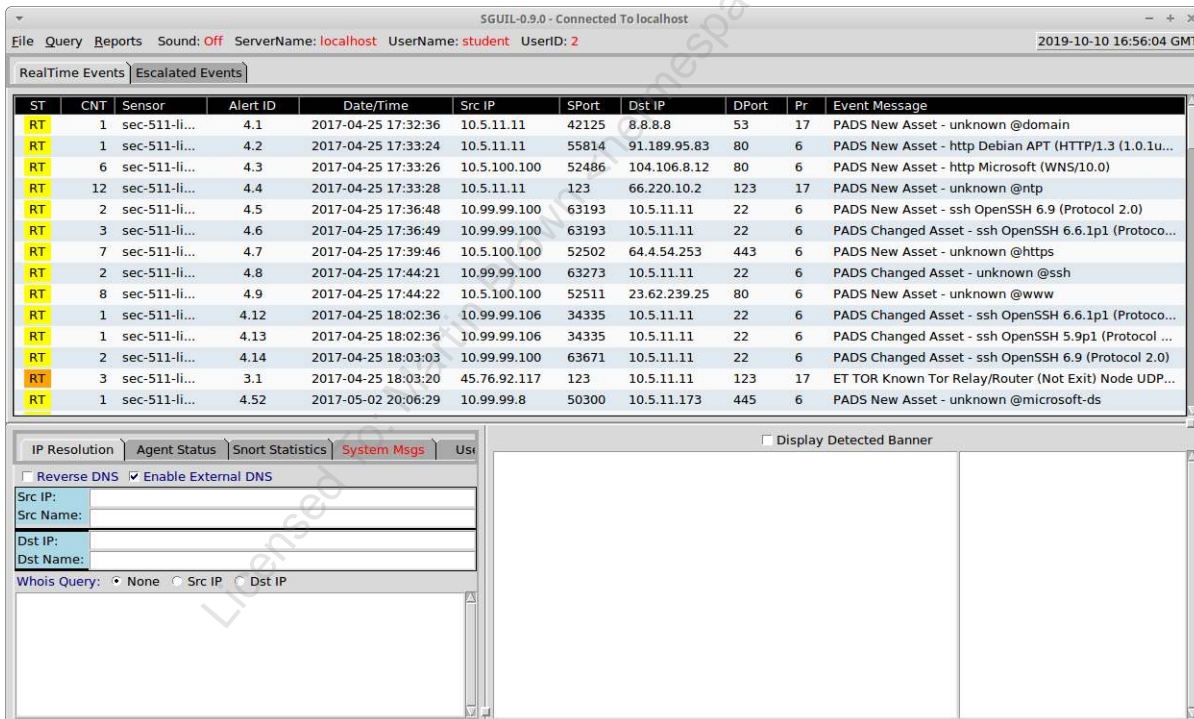 SGUIL-0.9.0 - Connected To localhost
File Query Reports Sound: Off ServerName: localhost UserName: student UserID: 2 2019-10-10 16:56:04 GMT
RealTime Events Escalated Events
ST CNT Sensor Alert ID Date/Time Src IP SPort Dst IP DPort Pr Event Message
RT 1 sec-511-li... 4.1 2017-04-25 17:32:36 10.5.11.11 42125 8.8.8.8 53 17 PADS New Asset - unknown @domain
RT 1 sec-511-li... 4.2 2017-04-25 17:33:24 10.5.11.11 55814 91.189.95.83 80 6 PADS New Asset - http Debian APT (HTTP/1.3 (1.0.1u...
RT 6 sec-511-li... 4.3 2017-04-25 17:33:26 10.5.100.100 52486 104.106.8.12 80 6 PADS New Asset - http Microsoft (WNS/10.0)
RT 12 sec-511-li... 4.4 2017-04-25 17:33:28 10.5.11.11 123 66.220.10.2 123 17 PADS New Asset - unknown @ntp
RT 2 sec-511-li... 4.5 2017-04-25 17:36:48 10.99.99.100 63193 10.5.11.11 22 6 PADS New Asset - ssh OpenSSH 6.9 (Protocol 2.0)
RT 3 sec-511-li... 4.6 2017-04-25 17:36:49 10.99.99.100 63193 10.5.11.11 22 6 PADS Changed Asset - ssh OpenSSH 6.6.1p1 (Protoco...
RT 7 sec-511-li... 4.7 2017-04-25 17:39:46 10.5.100.100 52502 64.4.54.253 443 6 PADS New Asset - unknown @https
RT 2 sec-511-li... 4.8 2017-04-25 17:44:21 10.99.99.100 63273 10.5.11.11 22 6 PADS Changed Asset - unknown @ssh
RT 8 sec-511-li... 4.9 2017-04-25 17:44:22 10.5.100.100 52511 23.62.239.25 80 6 PADS New Asset - unknown @www
RT 1 sec-511-li... 4.12 2017-04-25 18:02:36 10.99.99.106 34335 10.5.11.11 22 6 PADS Changed Asset - ssh OpenSSH 6.6.1p1 (Protoco...
RT 1 sec-511-li... 4.13 2017-04-25 18:02:36 10.99.99.106 34335 10.5.11.11 22 6 PADS Changed Asset - ssh OpenSSH 5.9p1 (Protocol ...
RT 2 sec-511-li... 4.14 2017-04-25 18:03:03 10.99.99.100 63671 10.5.11.11 22 6 PADS Changed Asset - ssh OpenSSH 6.9 (Protocol 2.0)
RT 3 sec-511-li... 3.1 2017-04-25 18:03:20 45.76.92.117 123 10.5.11.11 123 17 ET TOR Known Tor Relay/Router (Not Exit) Node UDP...
RT 1 sec-511-li... 4.52 2017-05-02 20:06:29 10.99.99.8 50300 10.5.11.173 445 6 PADS New Asset - unknown @microsoft-ds
IP Resolution Agent Status Snort Statistics System Msgs Use
Display Detected Banner
Reverse DNS Enable External DNS
Src IP:
Src Name:
Dst IP:
Dst Name:
Whois Query: None Src IP Dst IP
Licensed To: Martin Brown